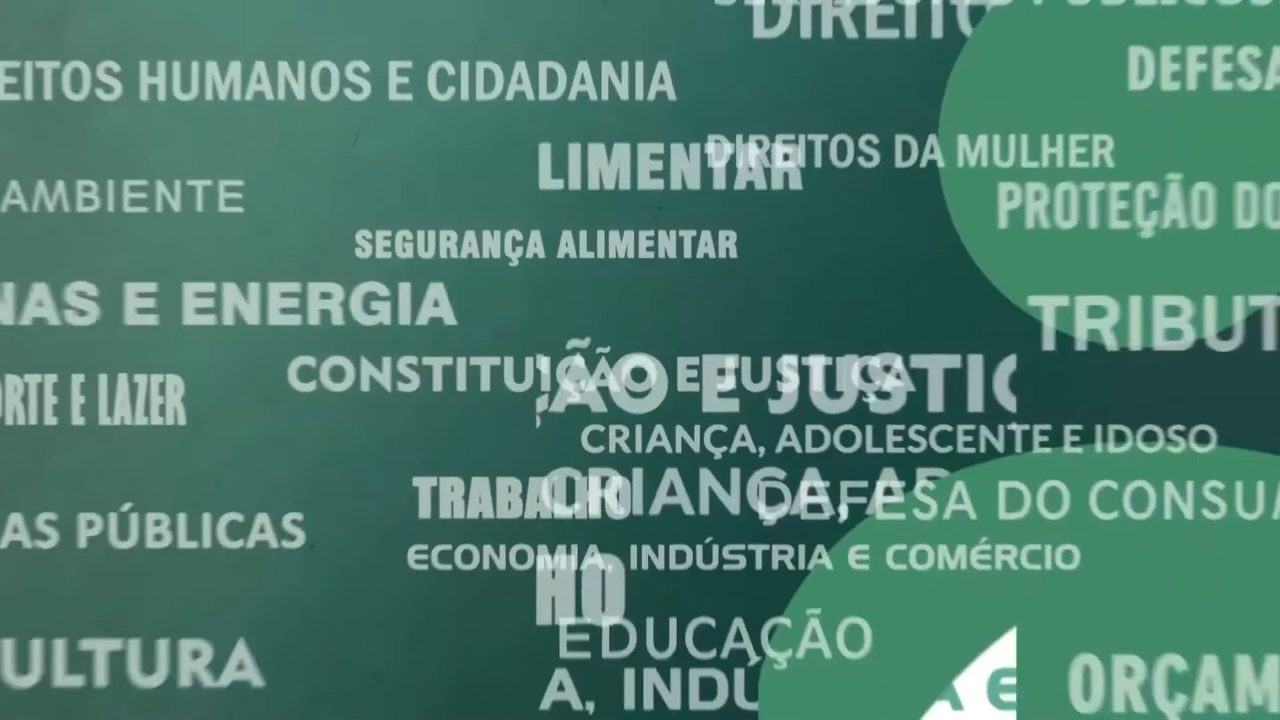 DIREITO
EITOS HUMANOS E CIDADANIA
DEFESA
LIMENTAR
DIREITOS DA MULHER
AMBIENTE
PROTEÇÃO DO
SEGURANÇA ALIMENTAR
NAS E ENERGIA
TRIBUT
CONSTITUIÇÃO E JUSTIÇA
ÃO E JUSTIÇ
ORTE E LAZER
CRIANÇA, ADOLESCENTE E IDOSO
TRABALHO
CRIANÇA, AD
DEFESA DO CONSU
AS PÚBLICAS
ECONOMIA, INDÚSTRIA E COMÉRCIO
HO
EDUCAÇÃO
ULTURA
A, INDÚ
A E
ORÇAM